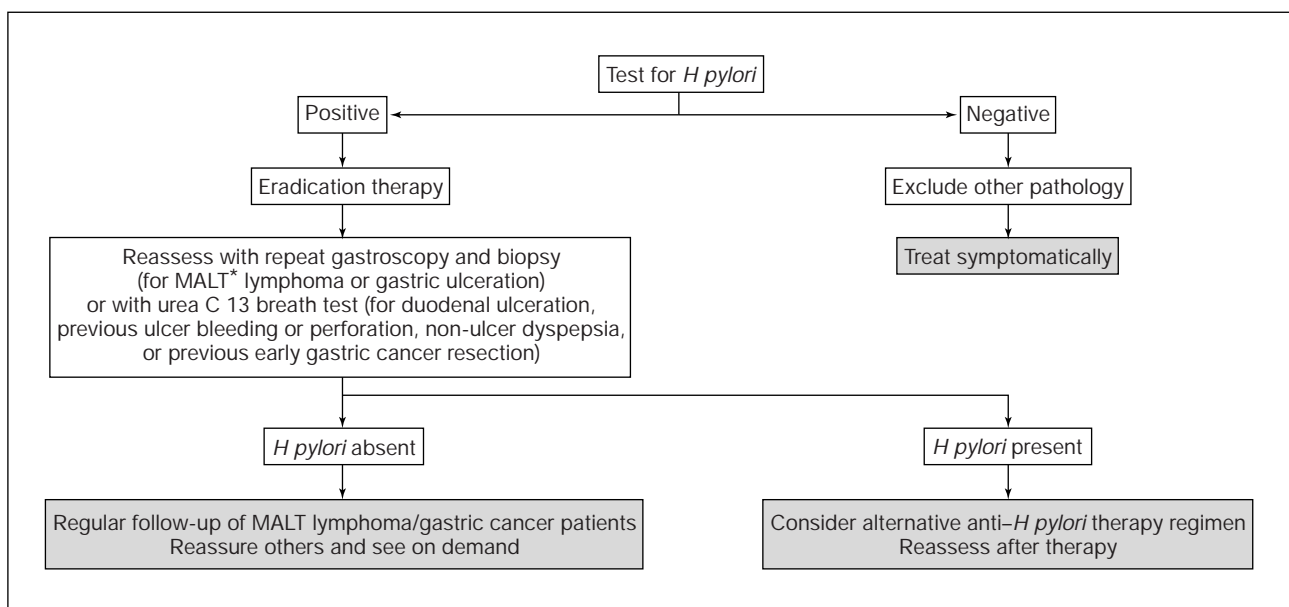 Test for H pylori
Positive
Negative
Eradication therapy
Exclude other pathology
Reassess with repeat gastroscopy and biopsy
(for MALT* lymphoma or gastric ulceration)
or with urea C 13 breath test (for duodenal ulceration,
previous ulcer bleeding or perforation, non-ulcer dyspepsia,
or previous early gastric cancer resection)
Treat symptomatically
H pylori absent
H pylori present
Regular follow-up of MALT lymphoma/gastric cancer patients
Reassure others and see on demand
Consider alternative anti–H pylori therapy regimen
Reassess after therapy